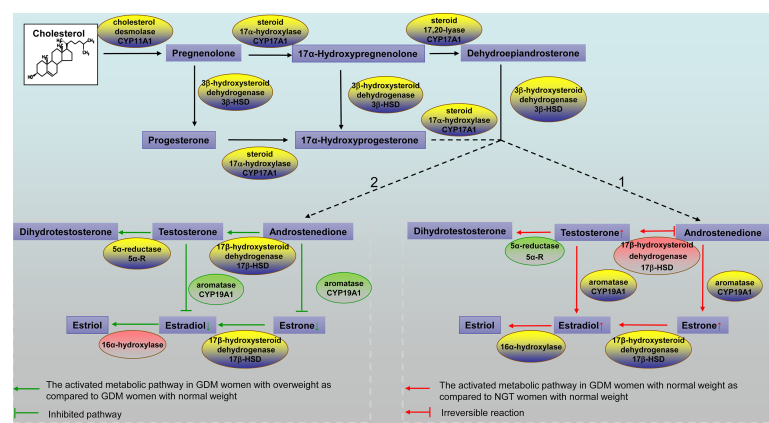 Cholesterol
H₃C
CH₃
CH₃
CH₃
CH₃
HO
cholesterol
desmolase
CYP11A1
Pregnenolone
steroid
17α-hydroxylase
CYP17A1
17α-Hydroxypregnenolone
steroid
17,20-lyase
CYP17A1
Dehydroepiandrosterone
3β-hydroxysteroid
dehydrogenase
3β-HSD
3β-hydroxysteroid
dehydrogenase
3β-HSD
3β-hydroxysteroid
dehydrogenase
3β-HSD
Progesterone
steroid
17α-hydroxylase
CYP17A1
17α-Hydroxyprogesterone
steroid
17α-hydroxylase
CYP17A1
2
1
Dihydrotestosterone
Testosterone
Androstenedione
5α-reductase
5α-R
17β-hydroxysteroid
dehydrogenase
17β-HSD
aromatase
CYP19A1
aromatase
CYP19A1
Estriol
Estradiol↓
Estrone↓
16α-hydroxylase
17β-hydroxysteroid
dehydrogenase
17β-HSD
Dihydrotestosterone
Testosterone↑
Androstenedione
5α-reductase
5α-R
17β-hydroxysteroid
dehydrogenase
17β-HSD
aromatase
CYP19A1
aromatase
CYP19A1
Estriol
Estradiol↑
Estrone↑
16α-hydroxylase
17β-hydroxysteroid
dehydrogenase
17β-HSD
The activated metabolic pathway in GDM women with overweight as
compared to GDM women with normal weight
Inhibited pathway
The activated metabolic pathway in GDM women with normal weight as
compared to NGT women with normal weight
Irreversible reaction